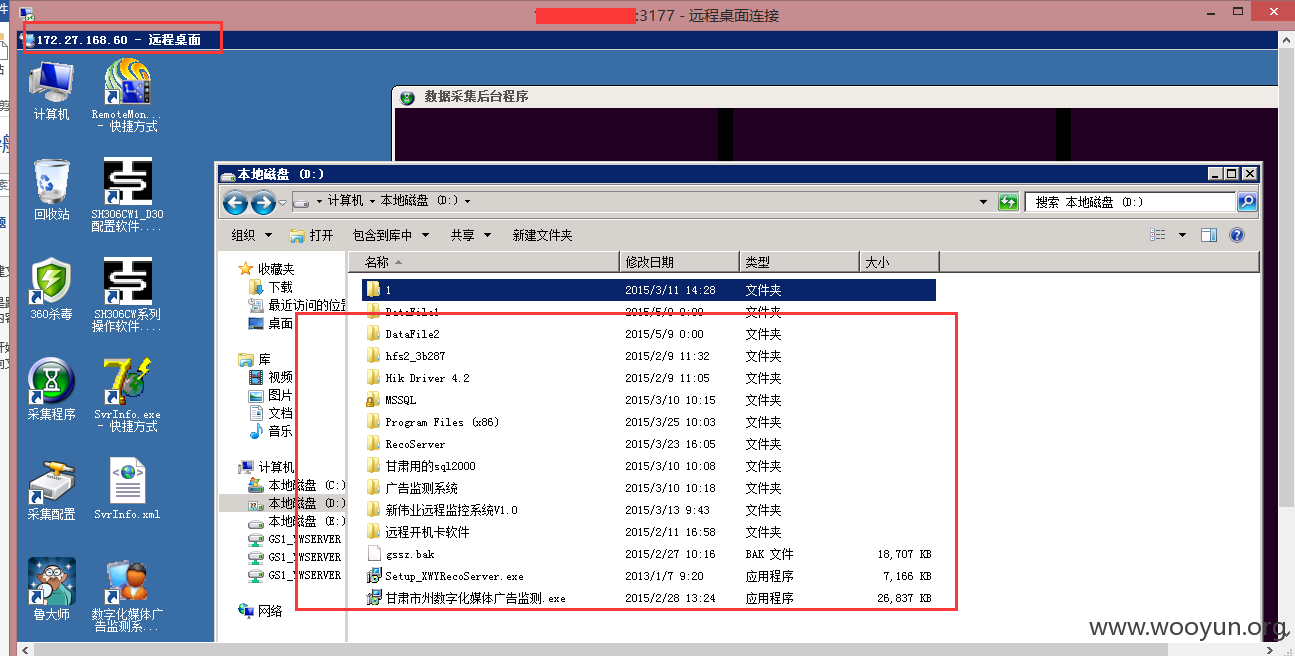 :3177 - 远程桌面连接
172.27.168.60 - 远程桌面
计算机
RemoteMon...
- 快捷方式
数据采集后台程序
回收站
SH306CW1_D30
配置软件....
360杀毒
SH306CW系列
操作软件....
采集程序
SvrInfo.exe
- 快捷方式
采集配置
SvrInfo.xml
鲁大师
数字化媒体广
告监测系...
本地磁盘 (D:)
计算机 本地磁盘 (D:)
搜索 本地磁盘 (D:)
组织 打开 包含到库中 共享 新建文件夹
收藏夹
下载
最近访问的位置
桌面
库
视频
图片
文档
音乐
计算机
本地磁盘 (C:)
本地磁盘 (D:)
本地磁盘 (E:)
GS1_YWSERVER
GS1_YWSERVER
GS1_YWSERVER
网络
名称 修改日期 类型 大小
1 2015/3/11 14:28 文件夹
DataFile1 2015/5/9 0:00 文件夹
DataFile2 2015/5/9 0:00 文件夹
hfs2_3b287 2015/2/9 11:32 文件夹
Hik Driver 4.2 2015/2/9 11:05 文件夹
MSSQL 2015/3/10 10:15 文件夹
Program Files (x86) 2015/3/25 10:03 文件夹
RecoServer 2015/3/23 16:05 文件夹
甘肃用的sql2000 2015/3/10 10:08 文件夹
广告监测系统 2015/3/10 10:18 文件夹
新伟业远程监控系统V1.0 2015/3/13 9:43 文件夹
远程开机卡软件 2015/2/11 16:58 文件夹
gssz.bak 2015/2/27 10:16 BAK 文件 18,707 KB
Setup_XWYRecoServer.exe 2013/1/7 9:20 应用程序 7,166 KB
甘肃市州数字化媒体广告监测.exe 2015/2/28 13:24 应用程序 26,837 KB
www.wooyun.org